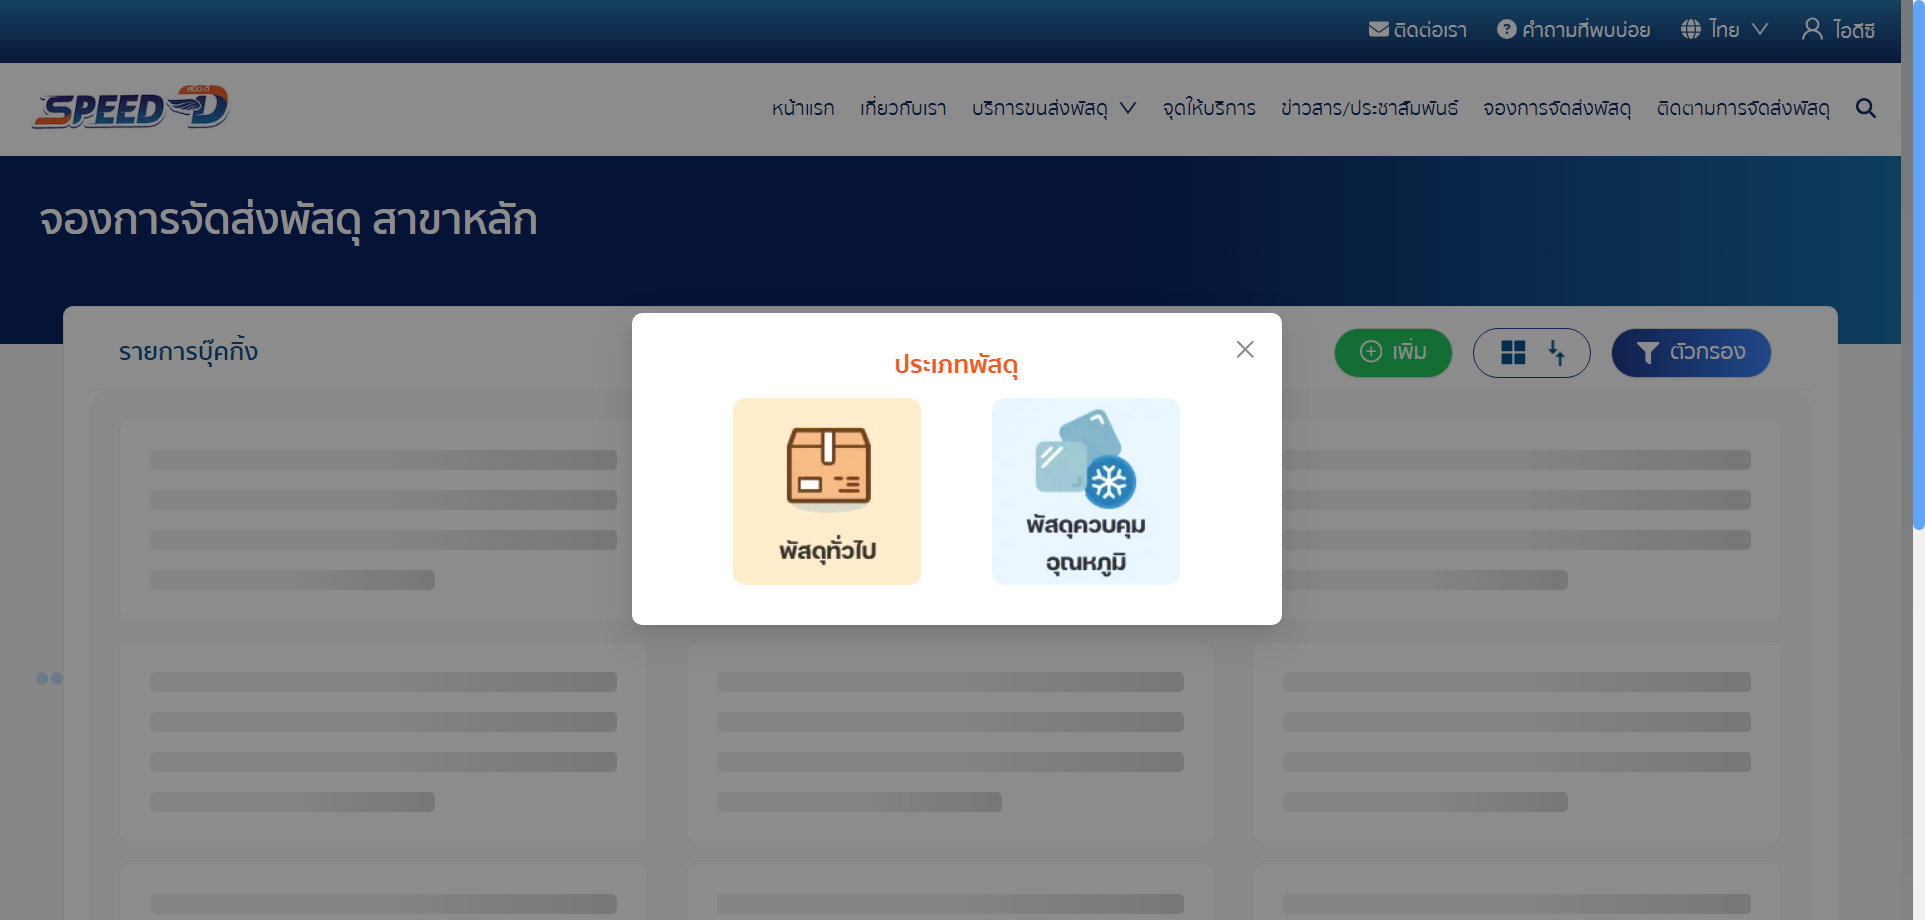 ติดต่อเรา
คำถามที่พบบ่อย
ไทย
ไอดีซี
สปีด-ดี
SPEED-D
หน้าแรก
เกี่ยวกับเรา
บริการขนส่งพัสดุ
จุดให้บริการ
ข่าวสาร/ประชาสัมพันธ์
จองการจัดส่งพัสดุ
ติดตามการจัดส่งพัสดุ
จองการจัดส่งพัสดุ สาขาหลัก
รายการบุ๊คกิ้ง
เพิ่ม
ตัวกรอง
ประเภทพัสดุ
พัสดุทั่วไป
พัสดุควบคุม
อุณหภูมิ